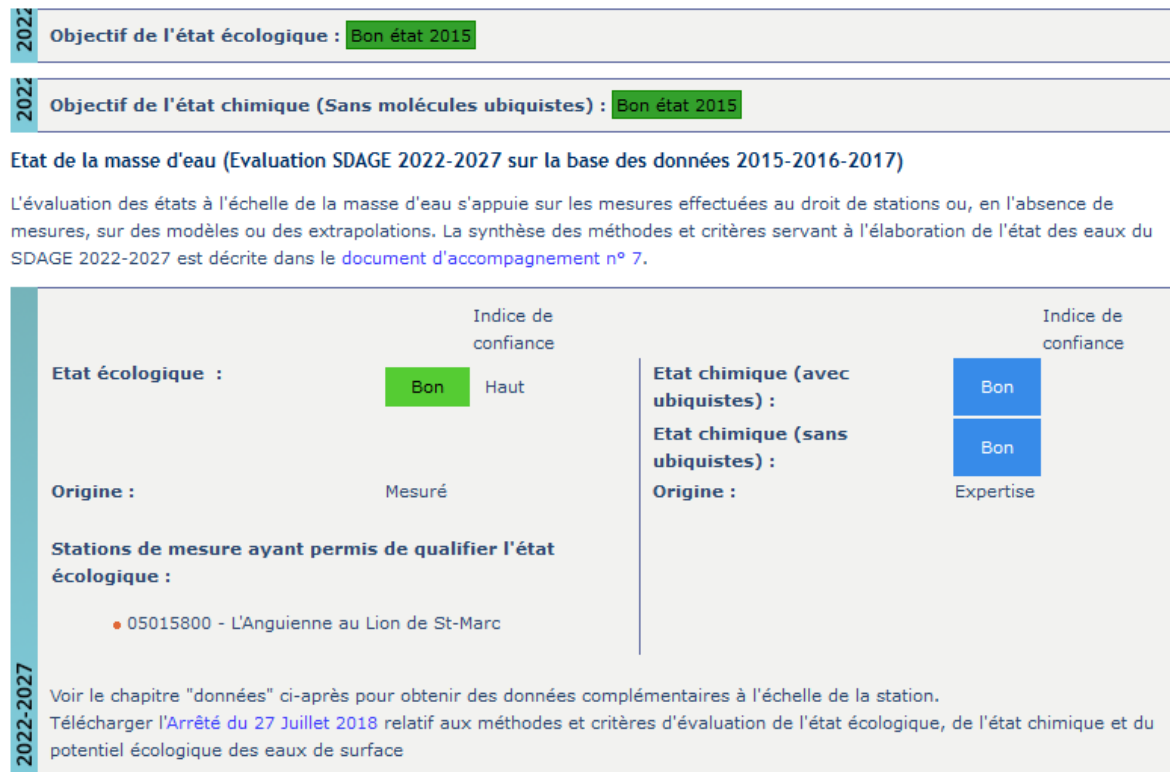 2022
Objectif de l'état écologique : Bon état 2015
2022
Objectif de l'état chimique (Sans molécules ubiquistes) : Bon état 2015
Etat de la masse d'eau (Evaluation SDAGE 2022-2027 sur la base des données 2015-2016-2017)
L'évaluation des états à l'échelle de la masse d'eau s'appuie sur les mesures effectuées au droit de stations ou, en l'absence de
mesures, sur des modèles ou des extrapolations. La synthèse des méthodes et critères servant à l'élaboration de l'état des eaux du
SDAGE 2022-2027 est décrite dans le document d'accompagnement n° 7.
Indice de
confiance
Etat écologique : Bon Haut
Origine : Mesuré
Stations de mesure ayant permis de qualifier l'état
écologique :
• 05015800 - L'Anguienne au Lion de St-Marc
Indice de
confiance
Etat chimique (avec
ubiquistes) : Bon
Etat chimique (sans
ubiquistes) : Bon
Origine : Expertise
2022-2027
Voir le chapitre "données" ci-après pour obtenir des données complémentaires à l'échelle de la station.
Télécharger l'Arrêté du 27 Juillet 2018 relatif aux méthodes et critères d'évaluation de l'état écologique, de l'état chimique et du
potentiel écologique des eaux de surface